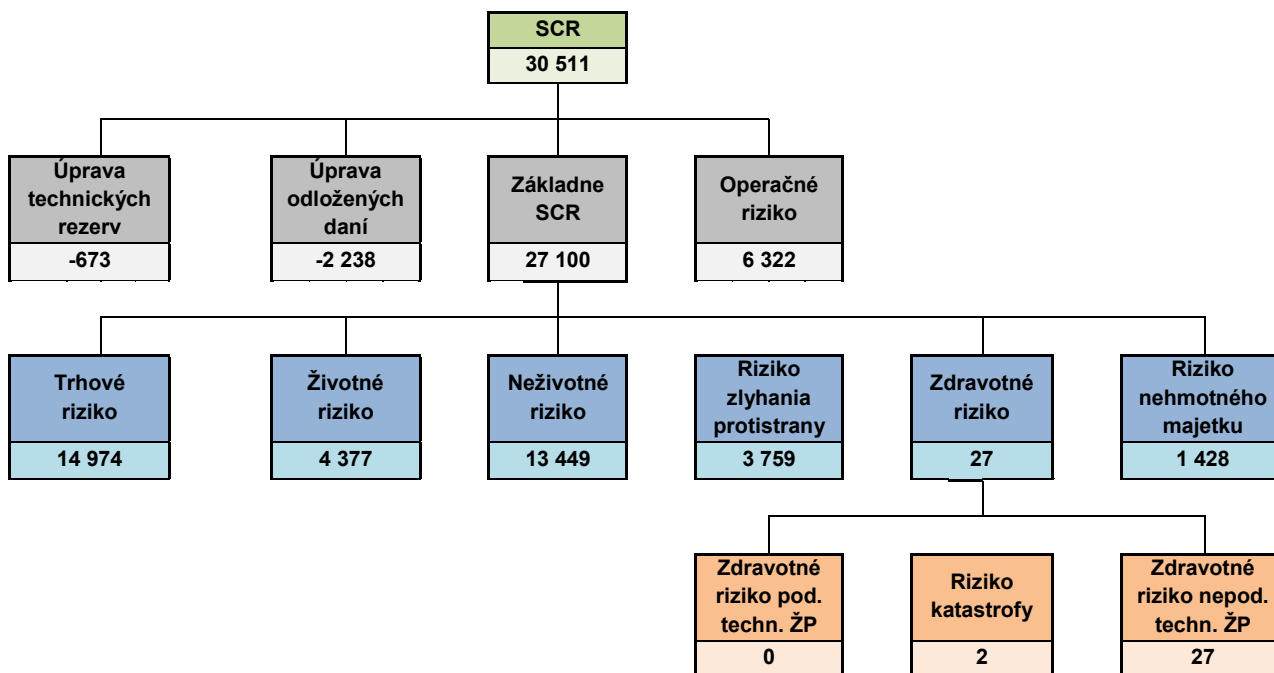 SCR
30 511
Úprava
technických
rezerv
-673
Úprava
odložených
daní
-2 238
Základne
SCR
27 100
Operačné
riziko
6 322
Trhové
riziko
14 974
Životné
riziko
4 377
Neživotné
riziko
13 449
Riziko
zlyhania
protistrany
3 759
Zdravotné
riziko
27
Riziko
nehmotného
majetku
1 428
Zdravotné
riziko pod.
techn. ŽP
0
Riziko
katastrofy
2
Zdravotné
riziko nepod.
techn. ŽP
27